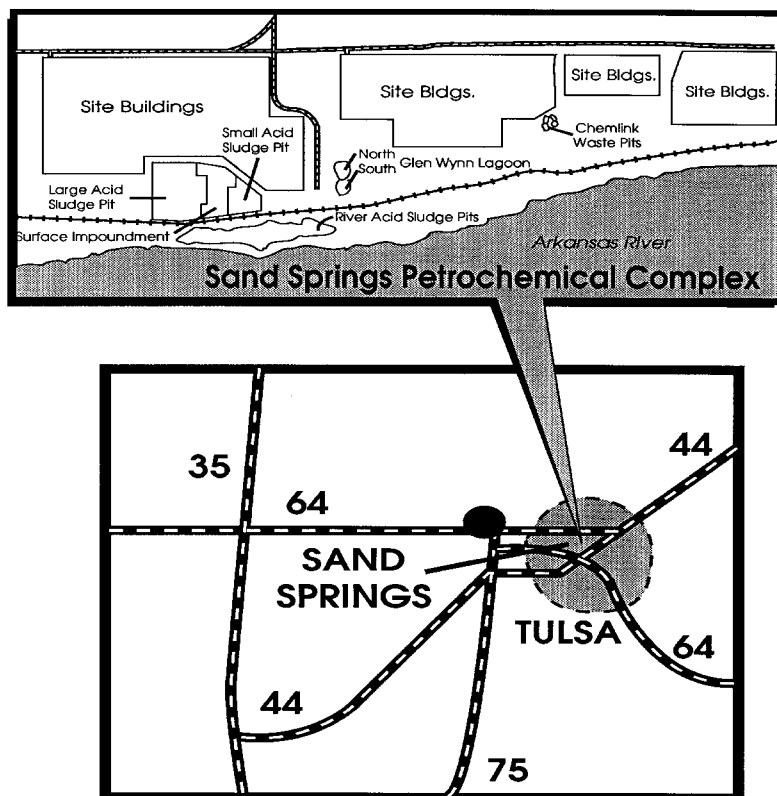 Site Buildings
Site Bldgs.
Site Bldgs.
Site Bldgs.
Small Acid
Sludge Pit
Chemlink
Waste Pits
North
South
Glen Wynn Lagoon
Large Acid
Sludge Pit
River Acid Sludge Pits
Surface Impoundment
Arkansas River
Sand Springs Petrochemical Complex
44
35
64
SAND
SPRINGS
TULSA
64
44
75